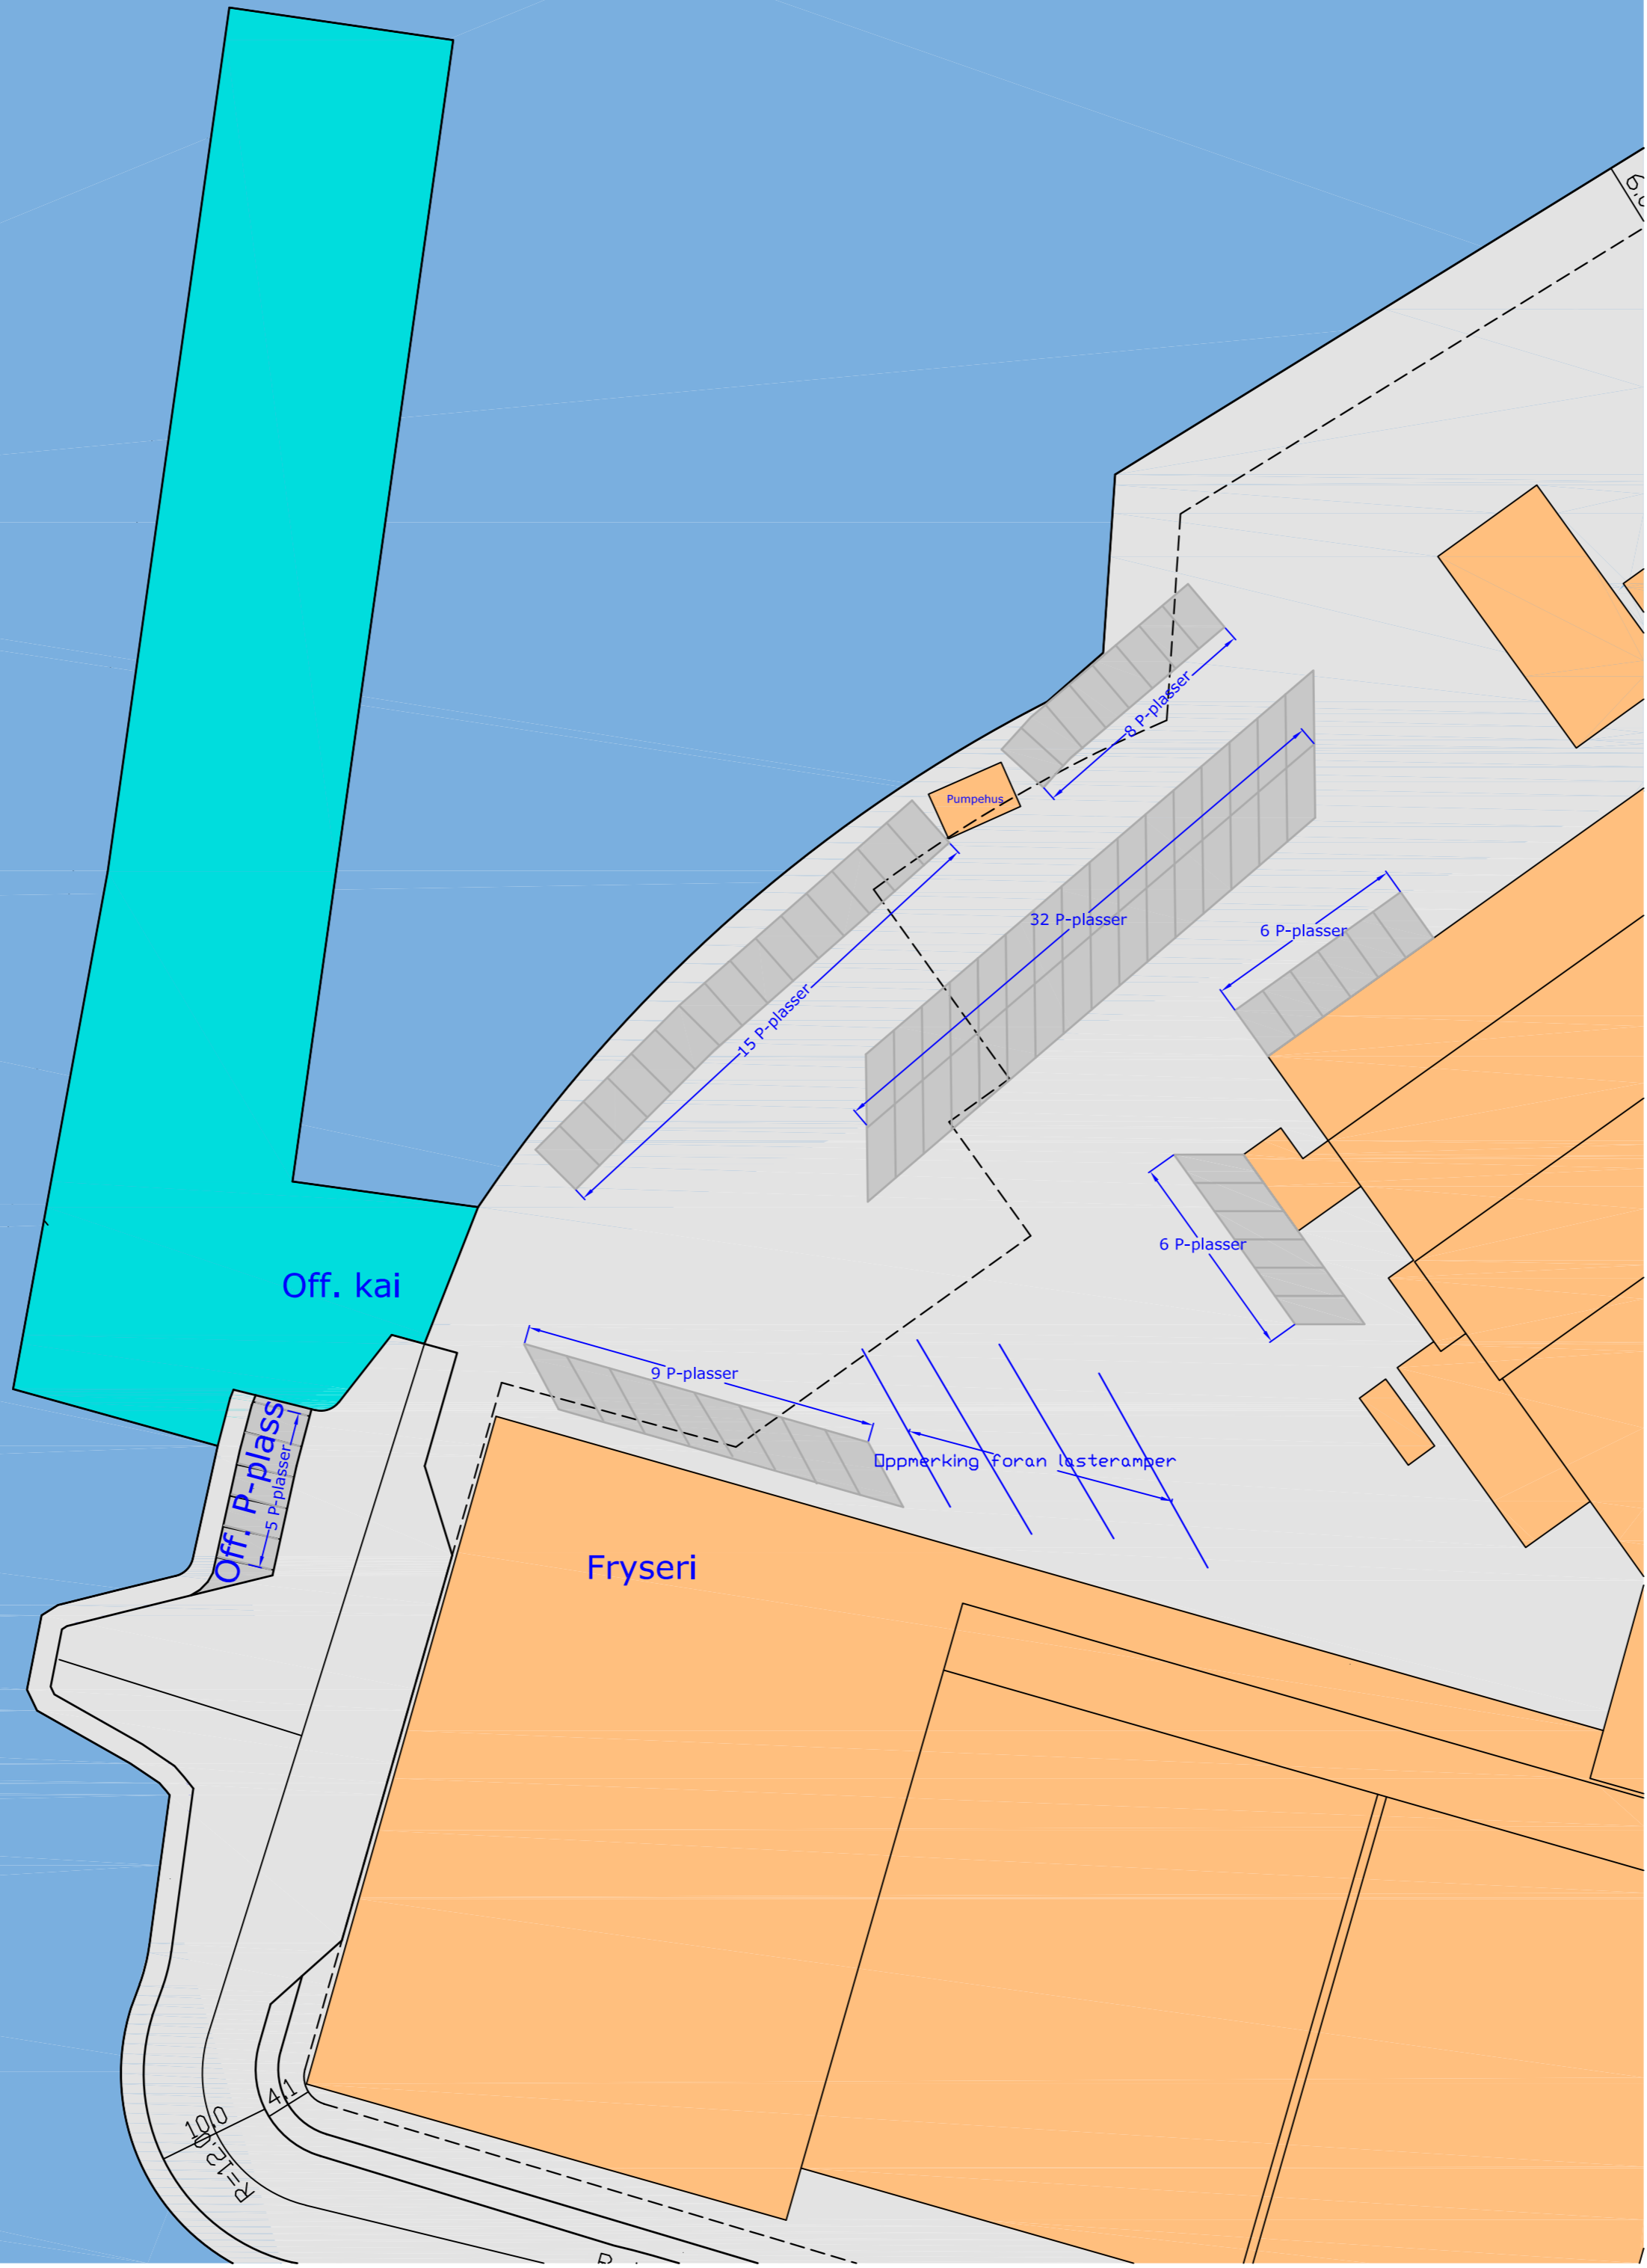 8 P-plasser
Pumpehus
32 P-plasser
6 P-plasser
15 P-plasser
6 P-plasser
Off. kai
9 P-plasser
Off. P-plass
5 P-plasser
Oppmerking foran lasteramper
Fryseri
4.1
10.0
R=12.0